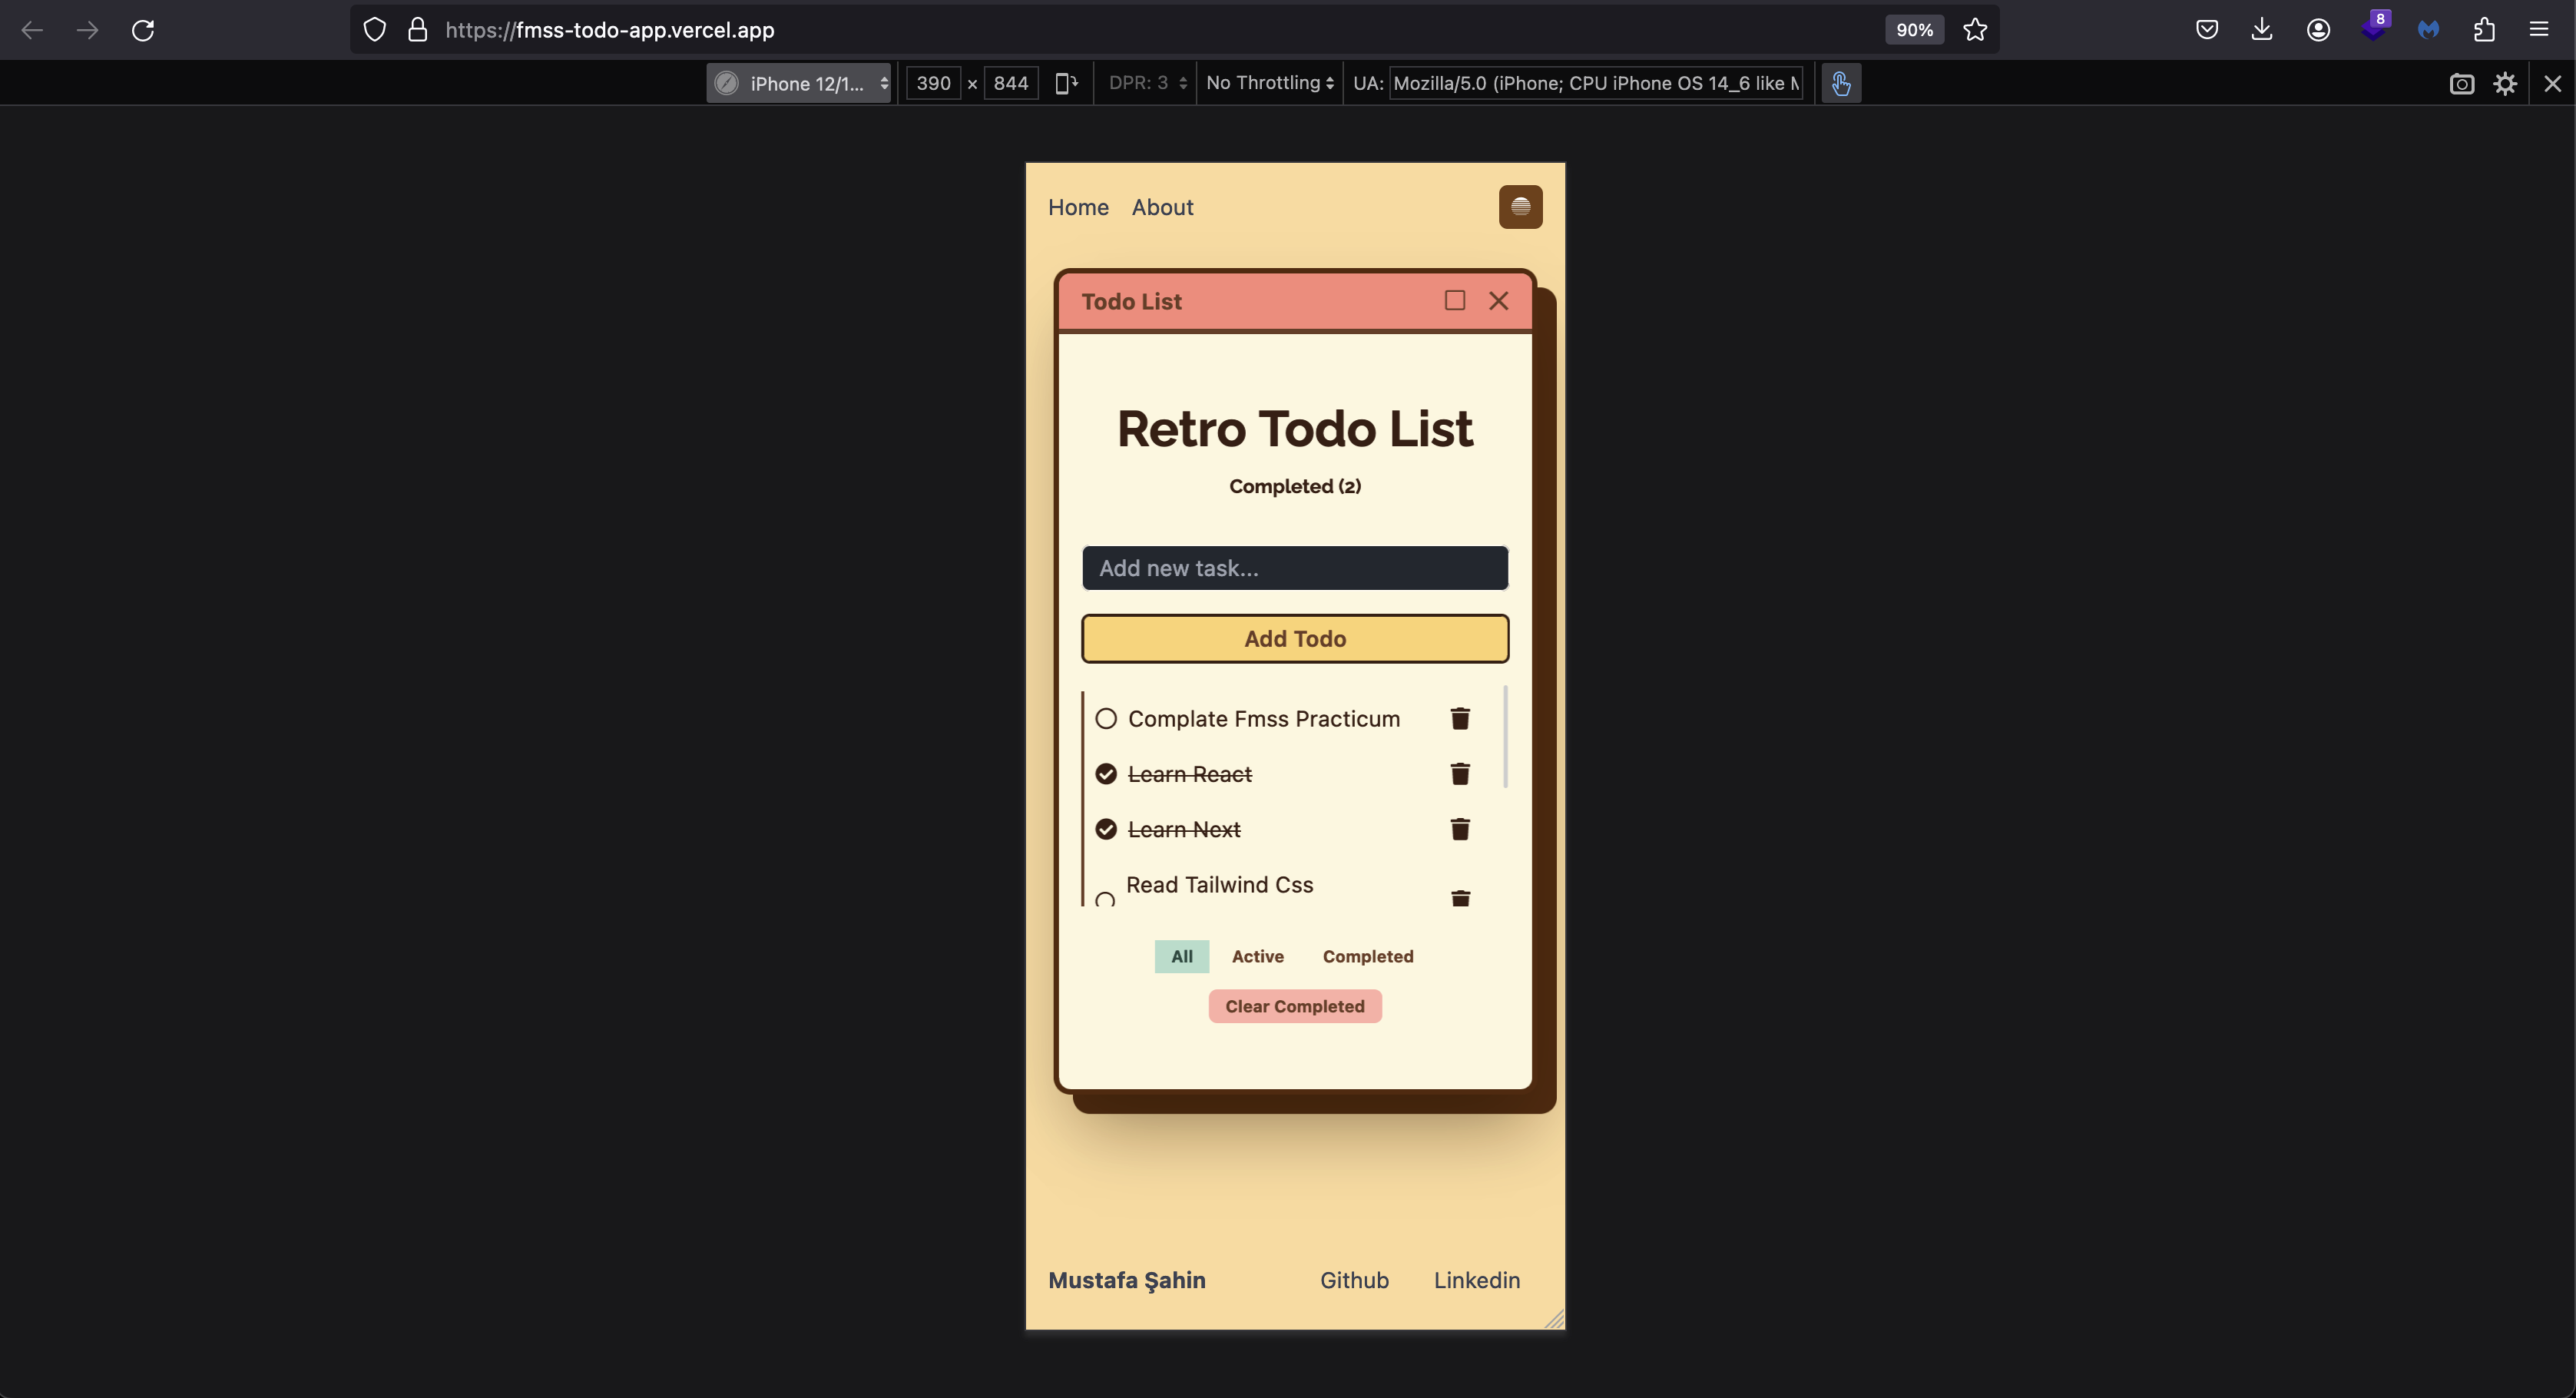 https://fmss-todo-app.vercel.app
90%
8
iPhone 12/1...
390 × 844
DPR: 3
No Throttling
UA: Mozilla/5.0 (iPhone; CPU iPhone OS 14_6 like
Home About
Todo List
Retro Todo List
Completed (2)
Add new task...
Add Todo
Complate Fmss Practicum
Learn React
Learn Next
Read Tailwind Css
All Active Completed
Clear Completed
Mustafa Şahin Github Linkedin